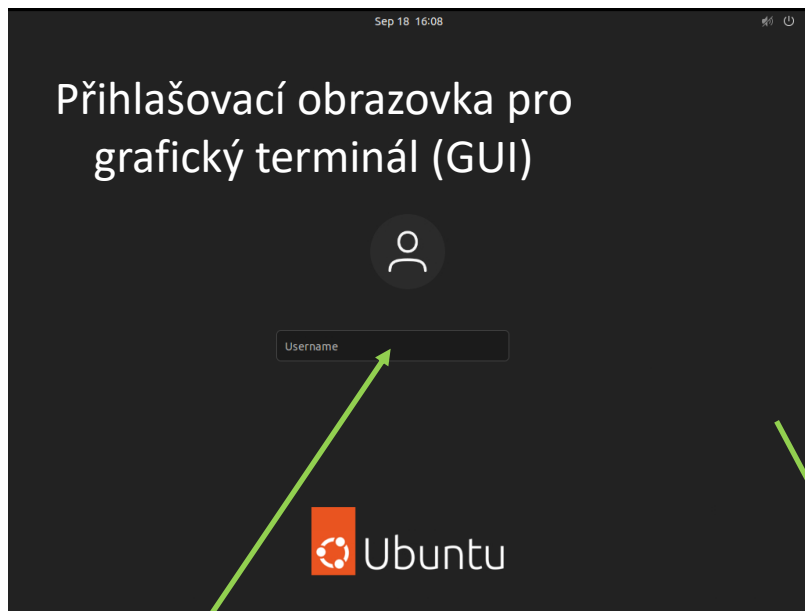 Sep 18 16:08
Přihlašovací obrazovka pro
grafický terminál (GUI)
Username
Ubuntu